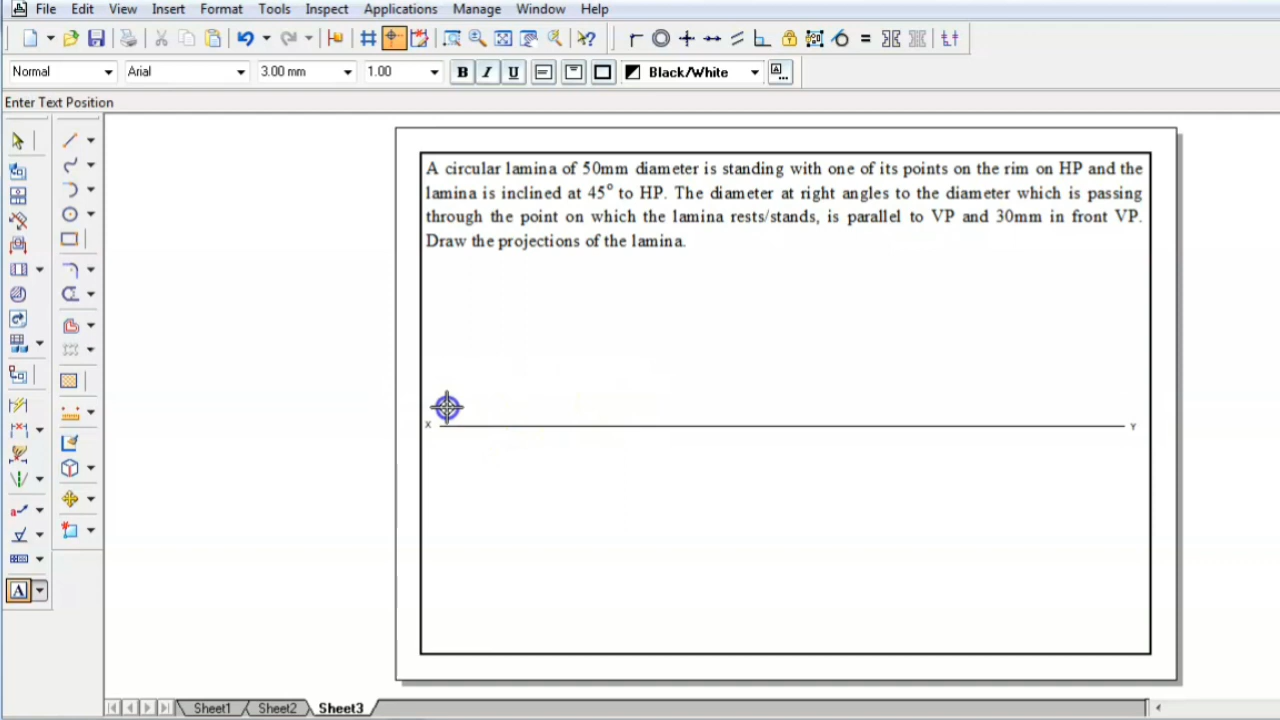 File Edit View Insert Format Tools Inspect Applications Manage Window Help
Normal Arial 3.00 mm 1.00 B I U Black/White A...
Enter Text Position
A circular lamina of 50mm diameter is standing with one of its points on the rim on HP and the
lamina is inclined at 45° to HP. The diameter at right angles to the diameter which is passing
through the point on which the lamina rests/stands, is parallel to VP and 30mm in front VP.
Draw the projections of the lamina.
X Y
A
Sheet1 Sheet2 Sheet3